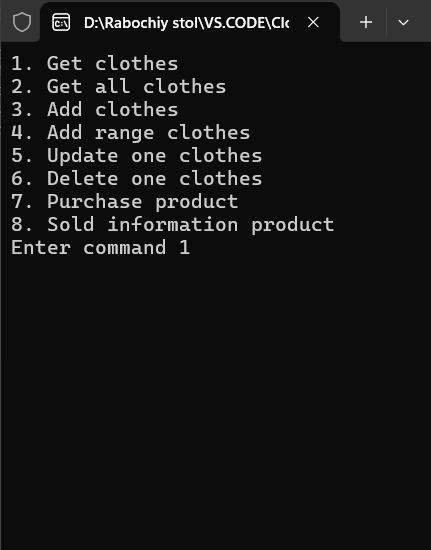 D:\Rabochiy stol\VS.CODE\Clo
1. Get clothes
2. Get all clothes
3. Add clothes
4. Add range clothes
5. Update one clothes
6. Delete one clothes
7. Purchase product
8. Sold information product
Enter command 1